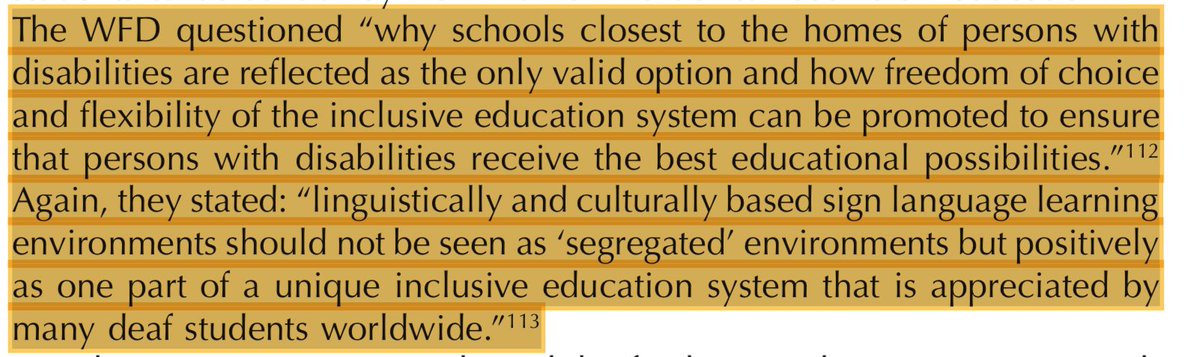 The WFD questioned “why schools closest to the homes of persons with
disabilities are reflected as the only valid option and how freedom of choice
and flexibility of the inclusive education system can be promoted to ensure
that persons with disabilities receive the best educational possibilities.”112
Again, they stated: “linguistically and culturally based sign language learning
environments should not be seen as ‘segregated’ environments but positively
as one part of a unique inclusive education system that is appreciated by
many deaf students worldwide.”113